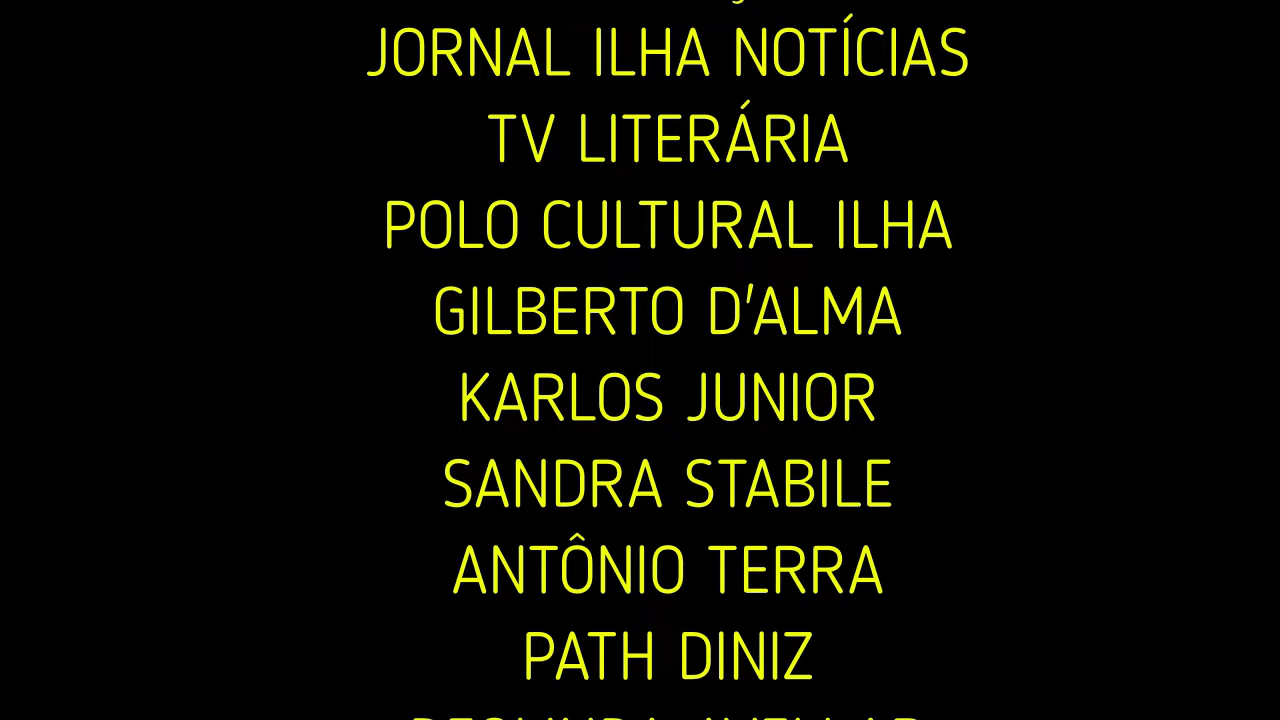 JORNAL ILHA NOTÍCIAS
TV LITERÁRIA
POLO CULTURAL ILHA
GILBERTO D'ALMA
KARLOS JUNIOR
SANDRA STABILE
ANTÔNIO TERRA
PATH DINIZ